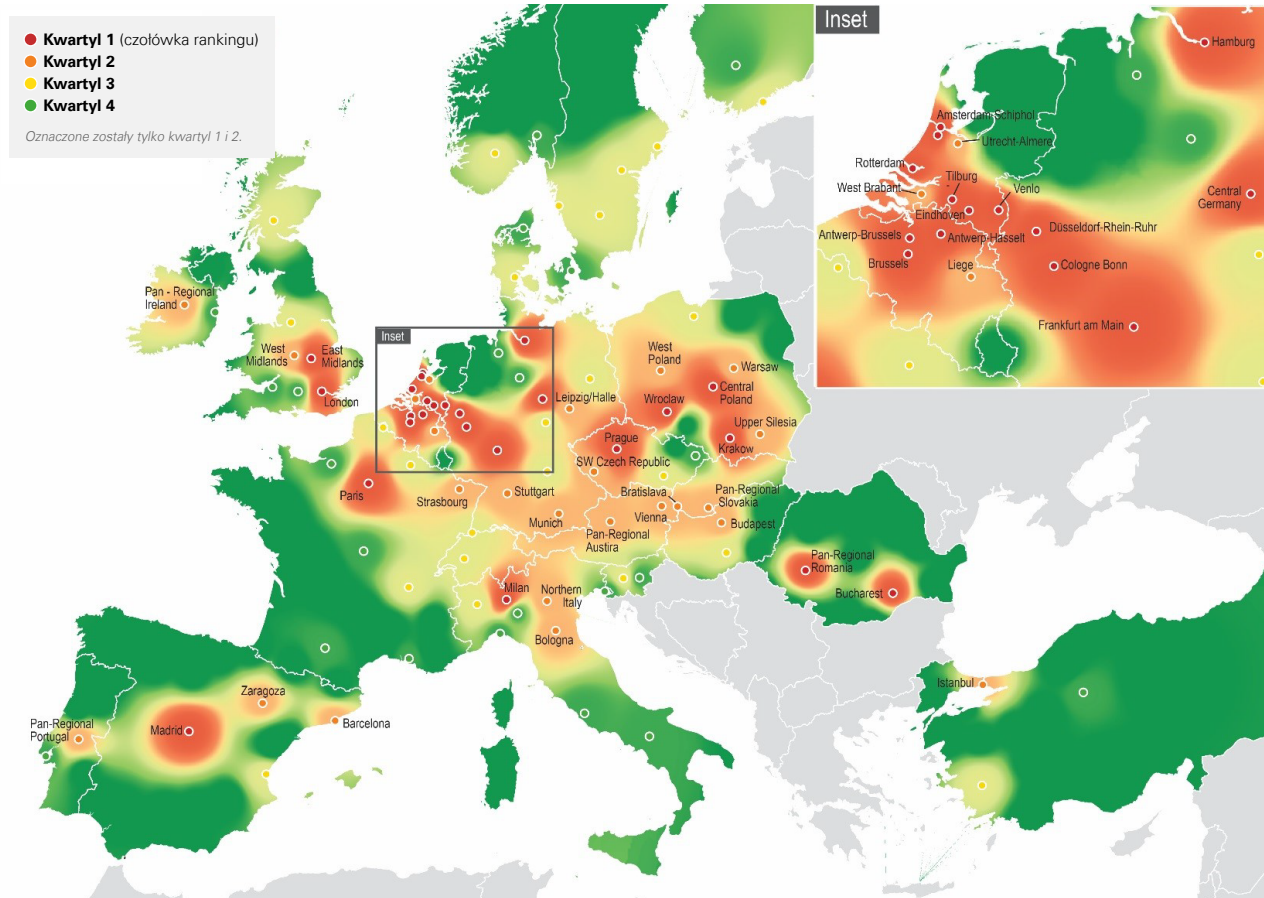 Kwartyl 1 (czołówka rankingu)
Kwartyl 2
Kwartyl 3
Kwartyl 4
Oznaczone zostały tylko kwartyl 1 i 2.
Inset
Hamburg
Amsterdam-Schiphol
Utrecht-Almere
Rotterdam
Tilburg
West Brabant
Venlo
Central
Germany
Eindhoven
Antwerp-Brussels
Antwerp-Hasselt
Düsseldorf-Rhein-Ruhr
Brussels
Liege
Cologne Bonn
Frankfurt am Main
Pan - Regional
Ireland
West
Midlands
East
Midlands
London
Inset
West
Poland
Warsaw
Central
Poland
Leipzig/Halle
Wroclaw
Upper Silesia
Krakow
Prague
SW Czech Republic
Paris
Strasbourg
Stuttgart
Bratislava
Pan-Regional
Slovakia
Munich
Vienna
Budapest
Pan-Regional
Austira
Pan-Regional
Romania
Bucharest
Milan
Northern
Italy
Bologna
Zaragoza
Barcelona
Madrid
Pan-Regional
Portugal
Istanbul